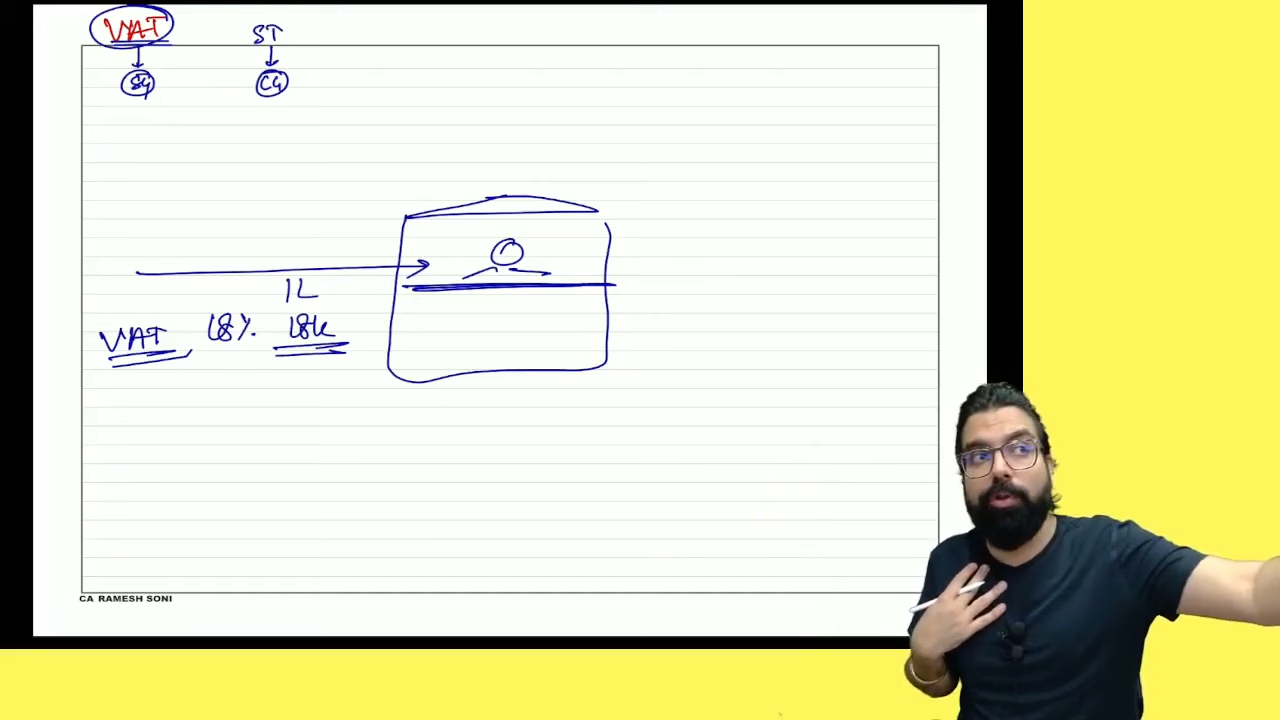 VAT ST
SG CG
1L
VAT 18% 18k
CA RAMESH SONI